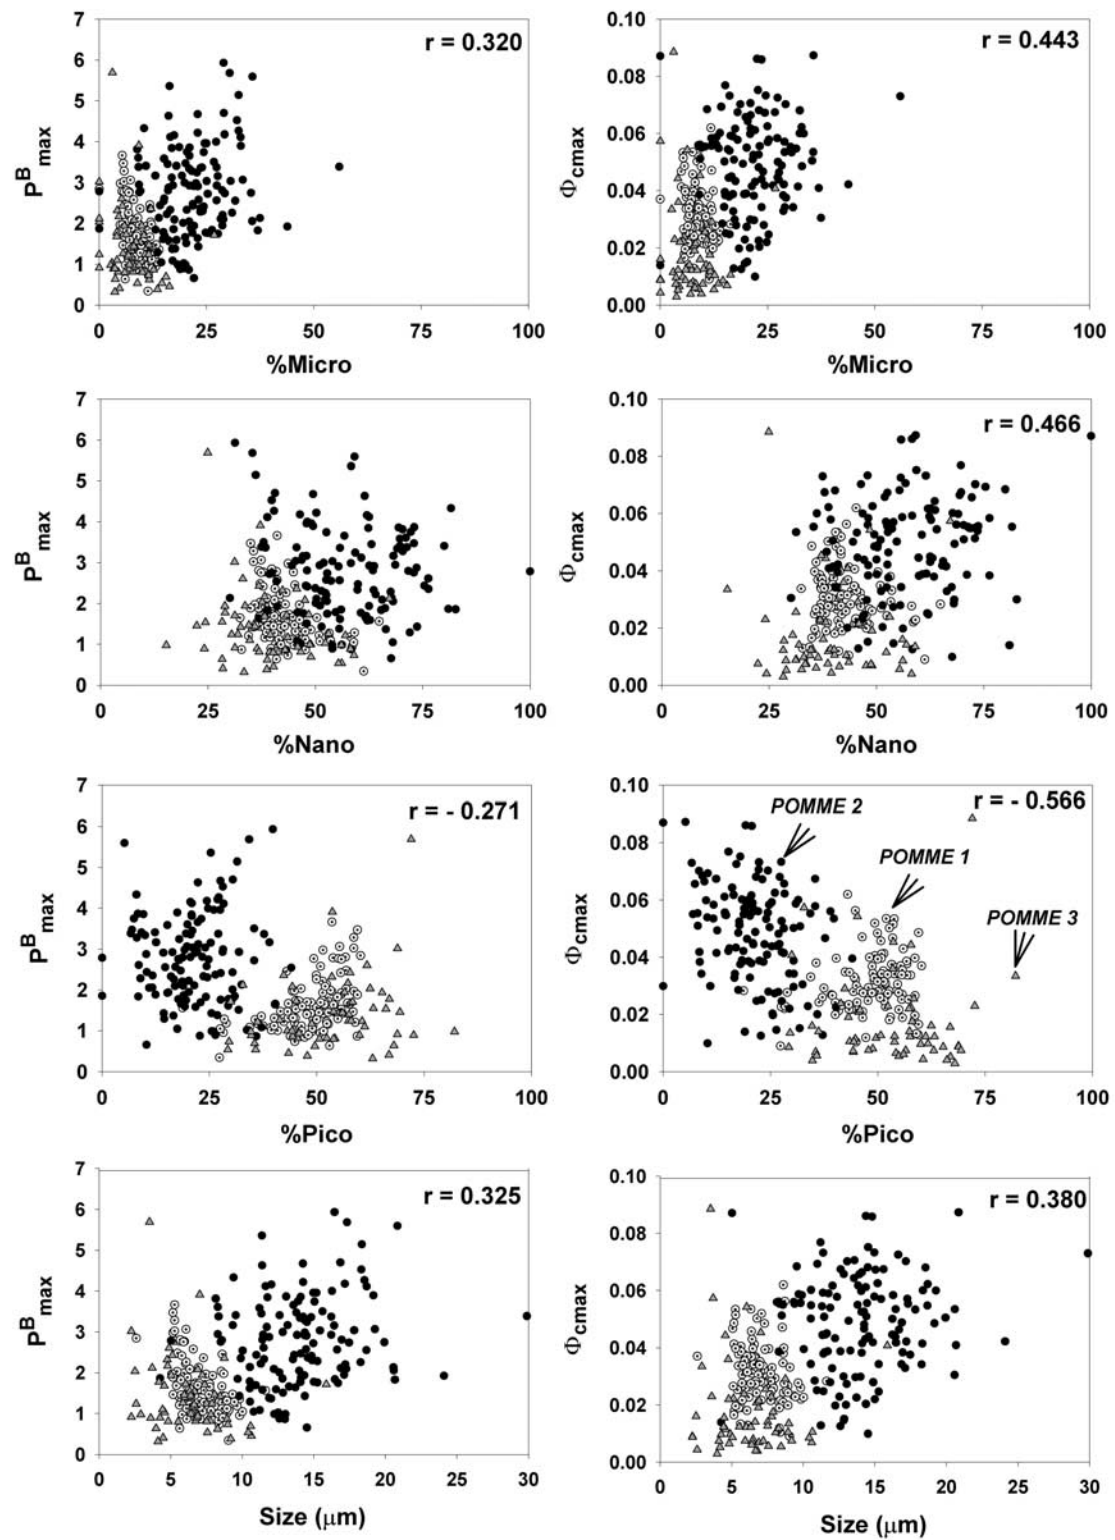 7
6
5
4
3
2
1
0
P^B max
r = 0.320
0 25 50 75 100
%Micro
0.10
0.08
0.06
0.04
0.02
0.00
Φcmax
r = 0.443
0 25 50 75 100
%Micro
7
6
5
4
3
2
1
0
P^B max
0 25 50 75 100
%Nano
0.10
0.08
0.06
0.04
0.02
0.00
Φcmax
r = 0.466
25 50 75 100
%Nano
7
6
5
4
3
2
1
0
P^B max
r = - 0.271
0 25 50 75 100
%Pico
0.10
0.08
0.06
0.04
0.02
0.00
Φcmax
r = - 0.566
POMME 2
POMME 1
POMME 3
0 25 50 75 100
%Pico
7
6
5
4
3
2
1
0
P^B max
r = 0.325
0 5 10 15 20 25 30
Size (μm)
0.10
0.08
0.06
0.04
0.02
0.00
Φcmax
r = 0.380
0 5 10 15 20 25 30
Size (μm)